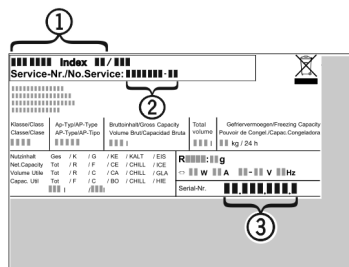 1
Index /
Service-Nr./No.Service: -
2
Klasse/Class Ap-Typ/AP-Type Bruttoinhalt/Gross Capacity Total Gefriervermoegen/Freezing Capacity
Classe/Clase AP-Type/AP-Tipo Volume Brut/Capacidad Bruta volume Pouvoir de Congel./Capac.Congeladora
l l kg / 24 h
Nutzinhalt Ges / K / G / KE / KALT / EIS
Net.Capacity Tot / R / F / CE / CHILL / ICE
Volume Utile Tot / R / C / CA / CHILL / GLA
Capac. Util Tot / F / C / BO / CHILL / HIE
l / l
R : g
W A - V Hz
Serial-Nr. . . .
3